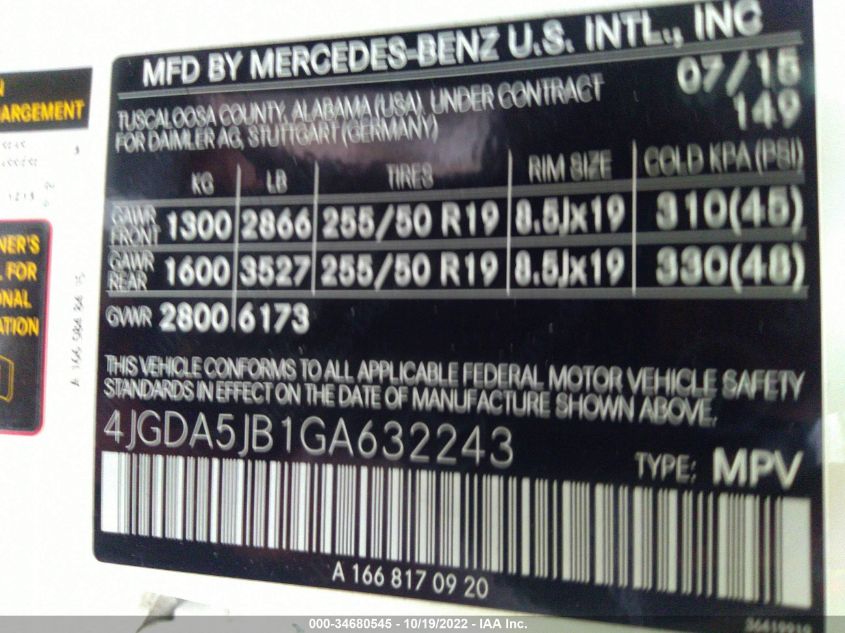 MFD BY MERCEDES-BENZ U.S. INTL., INC
TUSCALOOSA COUNTY, ALABAMA (USA), UNDER CONTRACT 07/15
FOR DAIMLER AG, STUTTGART (GERMANY) 149
KG LB TIRES RIM SIZE COLD KPA (PSI)
GAWR FRONT 1300 2866 255/50 R19 8.5Jx19 310(45)
GAWR REAR 1600 3527 255/50 R19 8.5Jx19 330(48)
GVWR 2800 6173
THIS VEHICLE CONFORMS TO ALL APPLICABLE FEDERAL MOTOR VEHICLE SAFETY
STANDARDS IN EFFECT ON THE DATE OF MANUFACTURE SHOWN ABOVE.
4JGDA5JB1GA632243
TYPE: MPV
A 166 817 09 20
N
ARGEMENT
NER'S
L FOR
ONAL
ATION
000-34680545 - 10/19/2022 - IAA Inc.